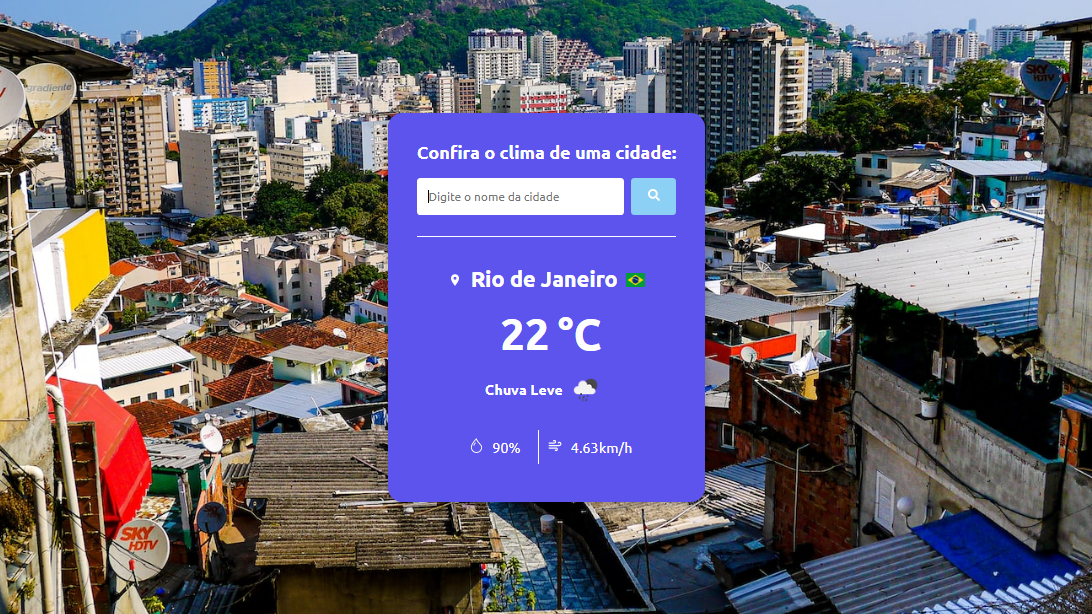 Confira o clima de uma cidade:
Digite o nome da cidade
Rio de Janeiro
22 °C
Chuva Leve
90%
4.63km/h
gradiente
SKY
HDTV
SKY
HDTV